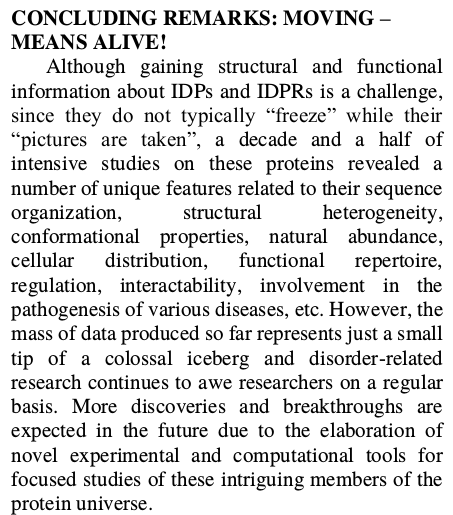 CONCLUDING REMARKS: MOVING –
MEANS ALIVE!
Although gaining structural and functional
information about IDPs and IDPRs is a challenge,
since they do not typically “freeze” while their
“pictures are taken”, a decade and a half of
intensive studies on these proteins revealed a
number of unique features related to their sequence
organization, structural heterogeneity,
conformational properties, natural abundance,
cellular distribution, functional repertoire,
regulation, interactability, involvement in the
pathogenesis of various diseases, etc. However, the
mass of data produced so far represents just a small
tip of a colossal iceberg and disorder-related
research continues to awe researchers on a regular
basis. More discoveries and breakthroughs are
expected in the future due to the elaboration of
novel experimental and computational tools for
focused studies of these intriguing members of the
protein universe.